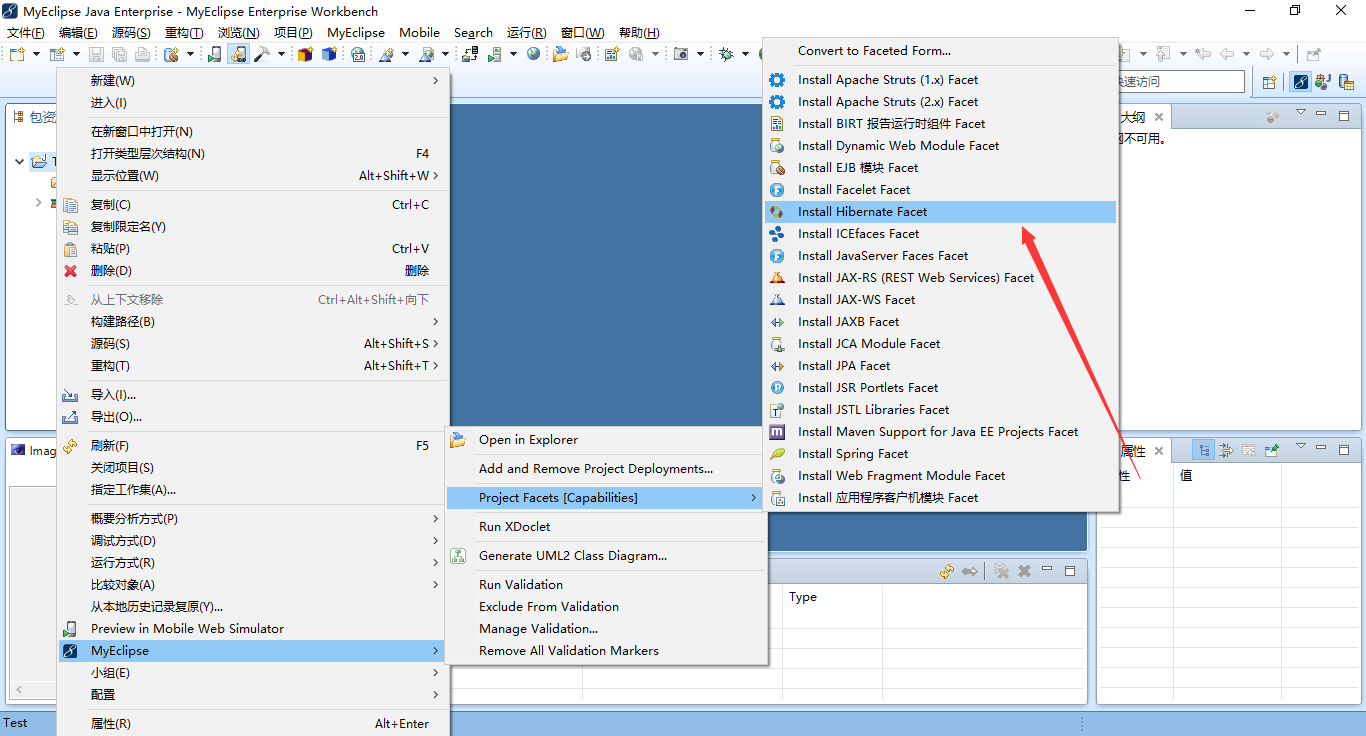 MyEclipse Java Enterprise - MyEclipse Enterprise Workbench
文件(F) 编辑(E) 源码(S) 重构(T) 浏览(N) 项目(P) MyEclipse Mobile Search 运行(R) 窗口(W) 帮助(H)
速访问
包资
大纲
不可用。
新建(W)
进入(I)
在新窗口中打开(N)
打开类型层次结构(N) F4
显示位置(W) Alt+Shift+W
复制(C) Ctrl+C
复制限定名(Y)
粘贴(P) Ctrl+V
删除(D) 删除
从上下文移除 Ctrl+Alt+Shift+向下
构建路径(B)
源码(S) Alt+Shift+S
重构(T) Alt+Shift+T
导入(I)...
导出(O)...
刷新(F) F5
关闭项目(S)
指定工作集(A)...
概要分析方式(P)
调试方式(D)
运行方式(R)
比较对象(A)
从本地历史记录复原(Y)...
Preview in Mobile Web Simulator
MyEclipse
小组(E)
配置
属性(R) Alt+Enter
Open in Explorer
Add and Remove Project Deployments...
Project Facets [Capabilities]
Run XDoclet
Generate UML2 Class Diagram...
Run Validation
Exclude From Validation
Manage Validation...
Remove All Validation Markers
Convert to Faceted Form...
Install Apache Struts (1.x) Facet
Install Apache Struts (2.x) Facet
Install BIRT 报告运行时组件 Facet
Install Dynamic Web Module Facet
Install EJB 模块 Facet
Install Facelet Facet
Install Hibernate Facet
Install ICEfaces Facet
Install JavaServer Faces Facet
Install JAX-RS (REST Web Services) Facet
Install JAX-WS Facet
Install JAXB Facet
Install JCA Module Facet
Install JPA Facet
Install JSR Portlets Facet
Install JSTL Libraries Facet
Install Maven Support for Java EE Projects Facet
Install Spring Facet
Install Web Fragment Module Facet
Install 应用程序客户机模块 Facet
Imag
属性
性 值
Type
Test